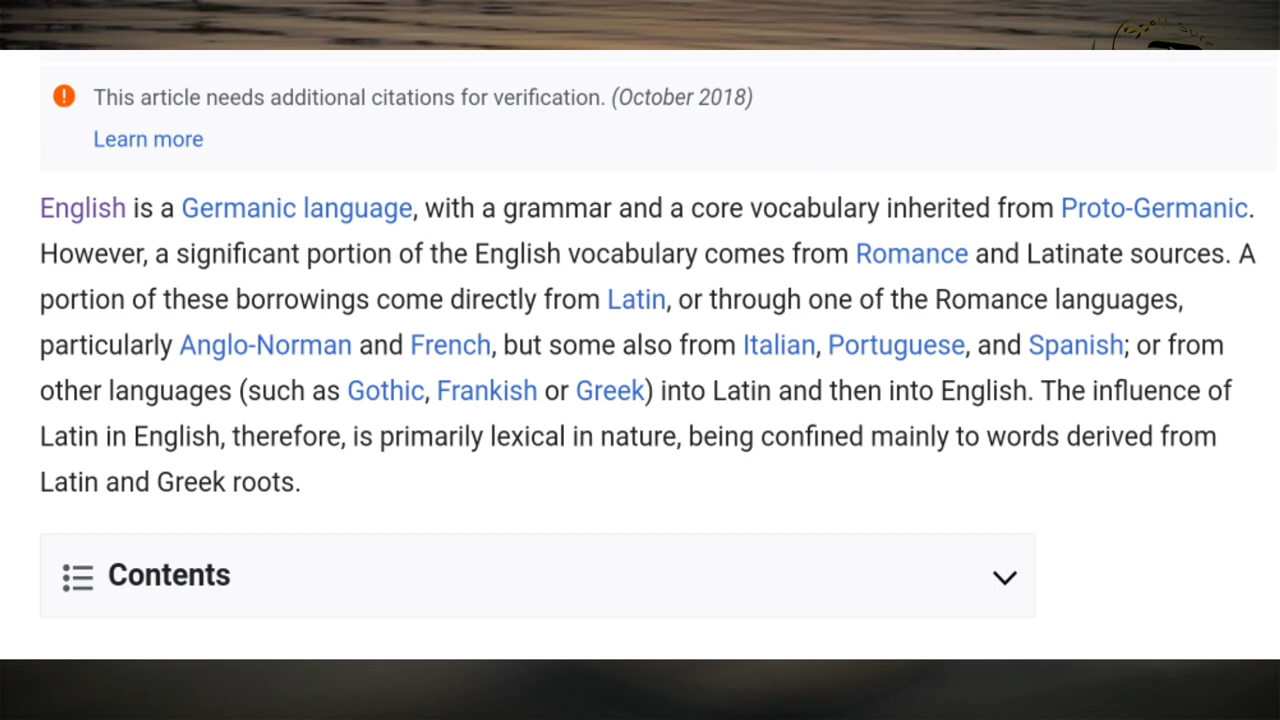 This article needs additional citations for verification. (October 2018)
Learn more
English is a Germanic language, with a grammar and a core vocabulary inherited from Proto-Germanic.
However, a significant portion of the English vocabulary comes from Romance and Latinate sources. A
portion of these borrowings come directly from Latin, or through one of the Romance languages,
particularly Anglo-Norman and French, but some also from Italian, Portuguese, and Spanish; or from
other languages (such as Gothic, Frankish or Greek) into Latin and then into English. The influence of
Latin in English, therefore, is primarily lexical in nature, being confined mainly to words derived from
Latin and Greek roots.
Contents